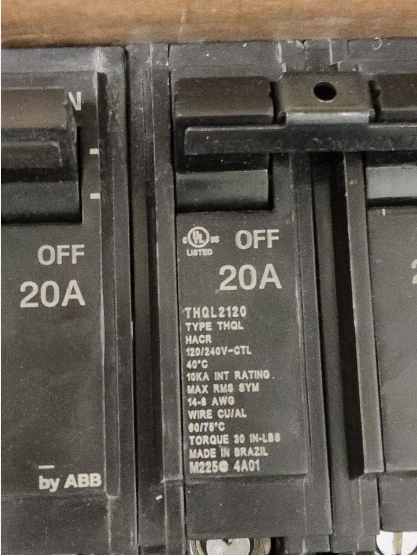 N
OFF
20A
by ABB
UL
LISTED
OFF
20A
THQL2120
TYPE THQL
HACR
120/240V-CTL
40°C
10KA INT RATING
MAX RMS SYM
14-8 AWG
WIRE CU/AL
60/75°C
TORQUE 30 IN-LBS
MADE IN BRAZIL
M225@ 4A01
2